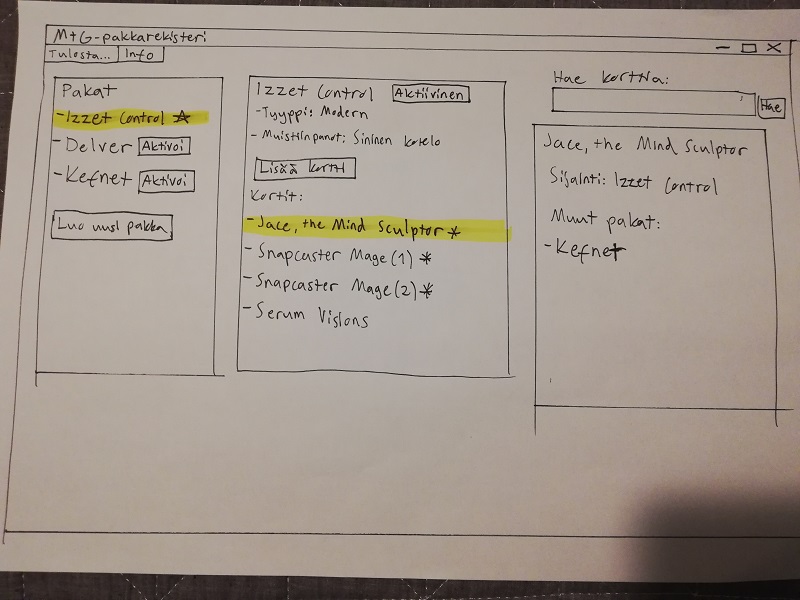 MtG-pakkarekisteri
Tulosta... Info
Pakat
-Izzet Control ☆
-Delver Aktivoi
-Kefnet Aktivoi
Luo uusi pakka
Izzet Control Aktiivinen
-Tyyppi: Modern
-Muistiinpanot: Sininen kotelo
Lisää kortti
Kortit:
-Jace, the Mind Sculptor *
-Snapcaster Mage (1) *
-Snapcaster Mage (2) *
-Serum Visions
Hae korttia:
Hae
Jace, the Mind Sculptor
Sijainti: Izzet Control
Muut pakat:
-Kefnet